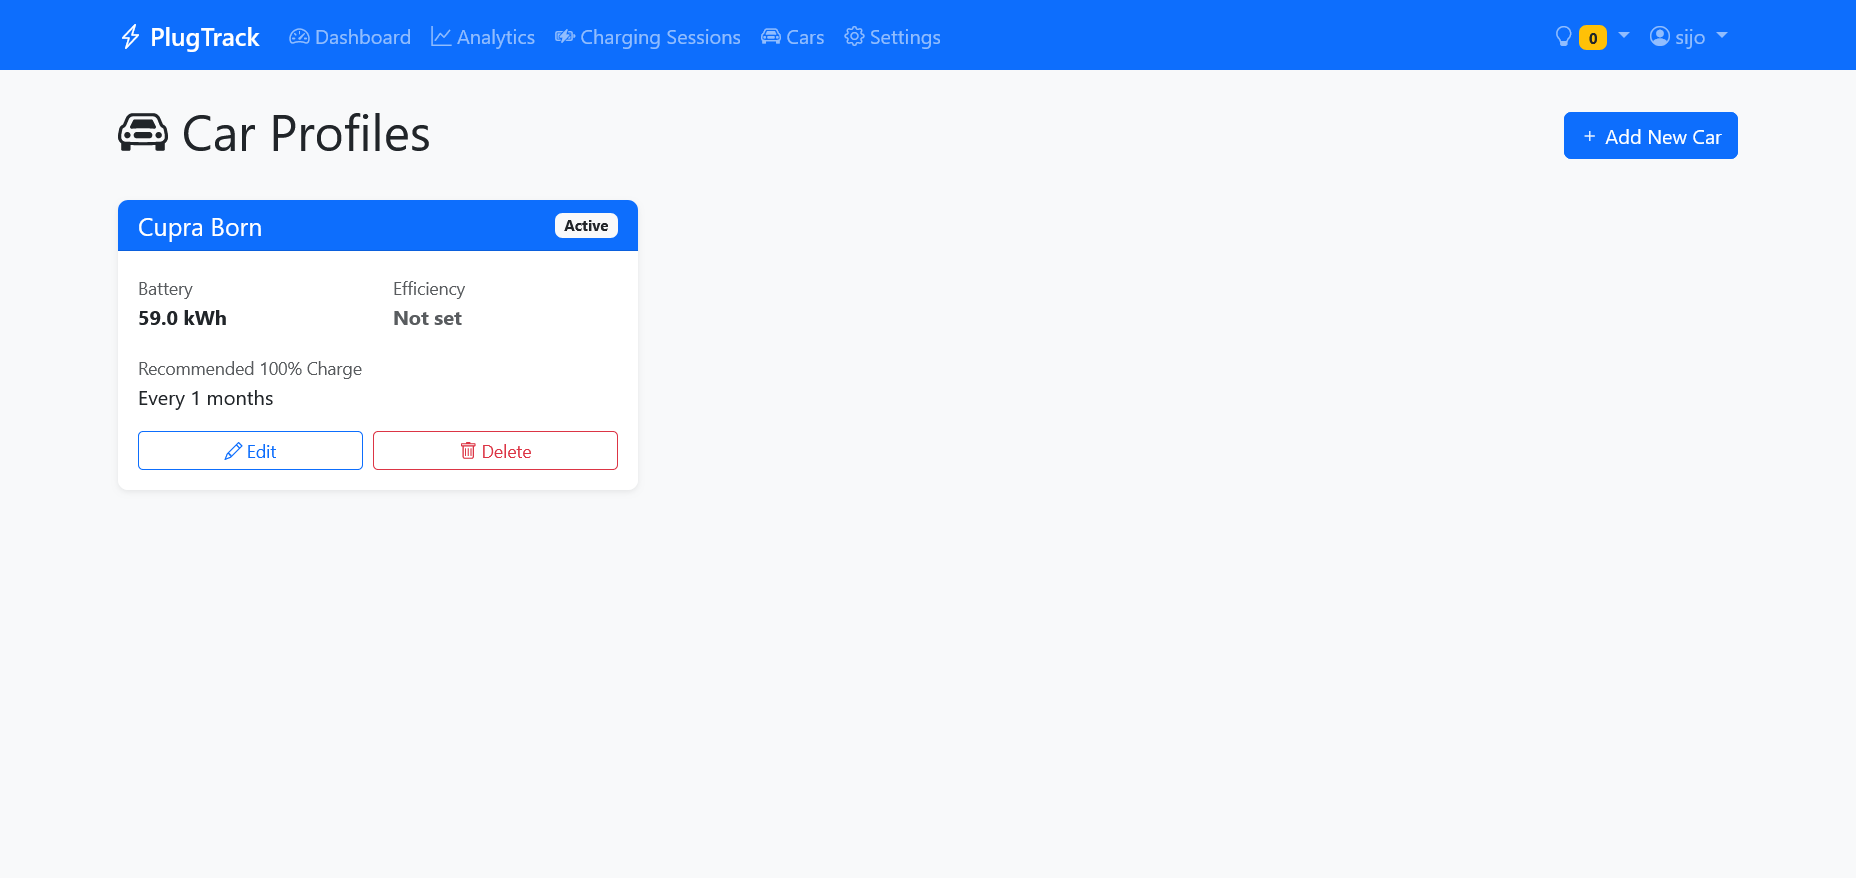 PlugTrack Dashboard Analytics Charging Sessions Cars Settings 0 sijo
Car Profiles
+ Add New Car
Cupra Born Active
Battery Efficiency
59.0 kWh Not set
Recommended 100% Charge
Every 1 months
Edit Delete